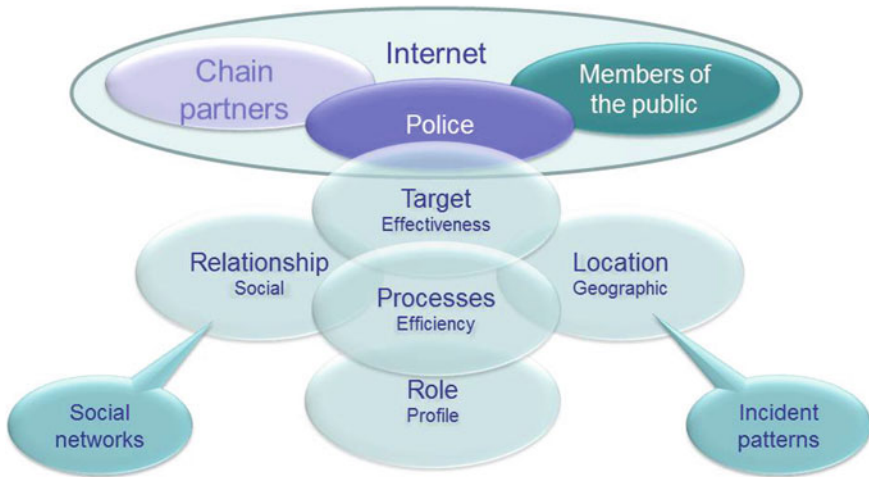 Internet
Chain
partners
Members of
the public
Police
Target
Effectiveness
Relationship
Social
Location
Geographic
Processes
Efficiency
Role
Profile
Social
networks
Incident
patterns